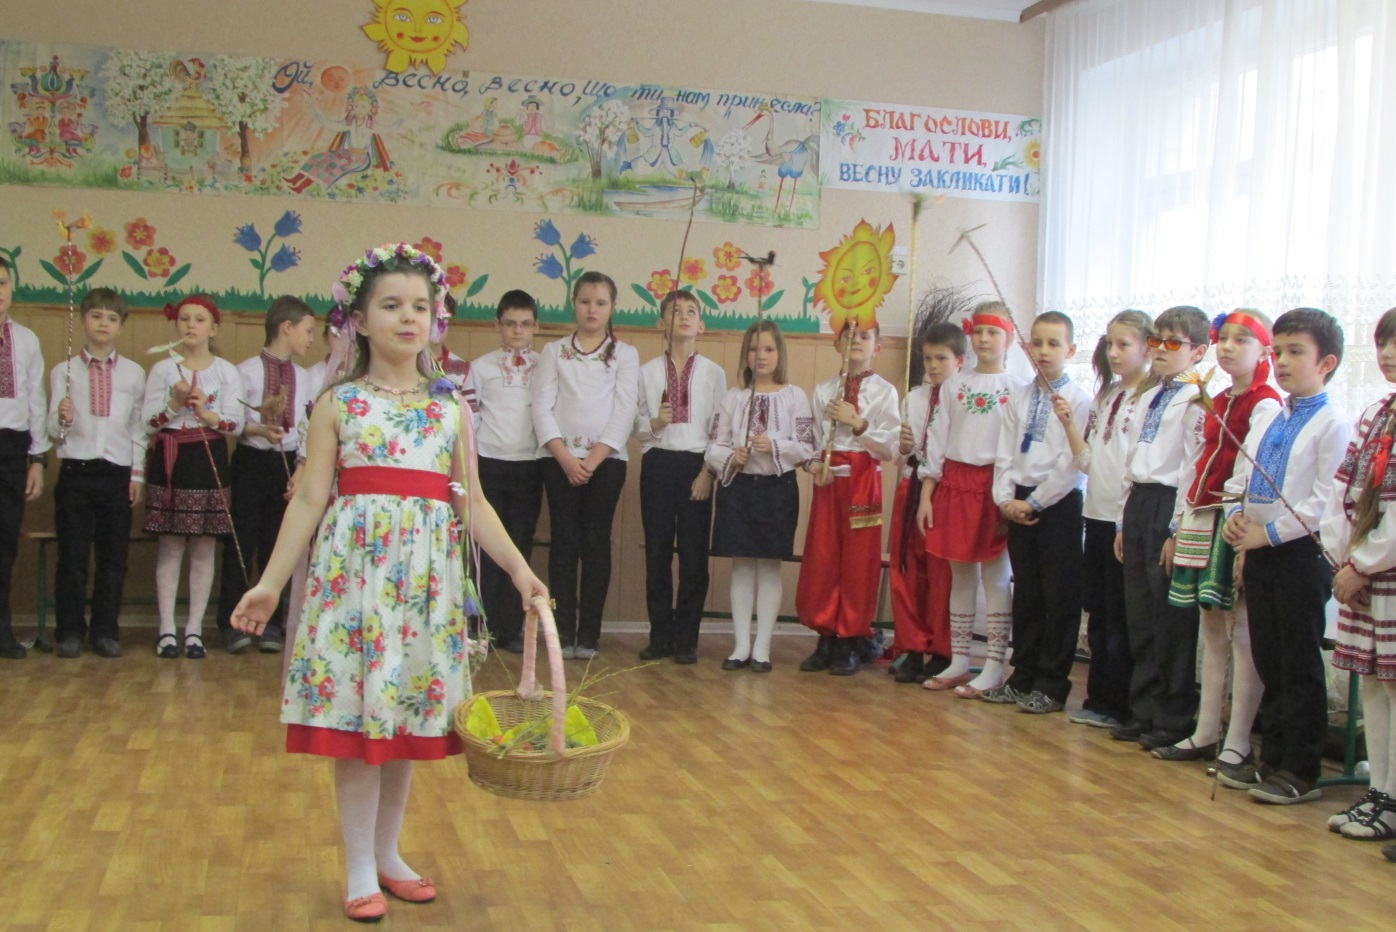 Ой, весно, весно, що ти нам принесла?
БЛАГОСЛОВИ,
МАТИ,
ВЕСНУ ЗАКЛИКАТИ!